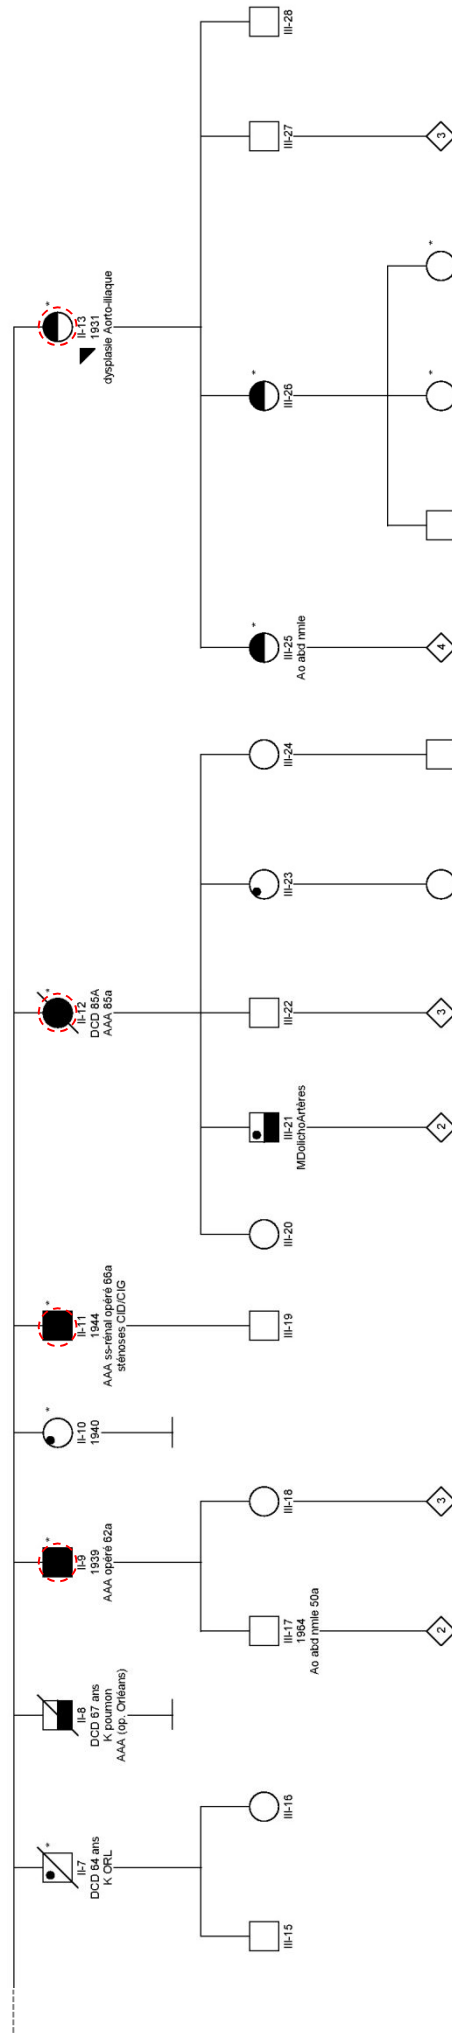 *
II-7
DCD 64 ans
K ORL
II-8
DCD 67 ans
K poumon
AAA (op. Orléans)
*
II-9
1939
AAA opéré 62a
*
II-10
1940
*
II-11
1944
AAA ss-rénal opéré 66a
sténoses CID/CIG
*
II-12
DCD 85A
AAA 85a
*
II-13
1931
dysplasie Aorto-iliaque
III-15
III-16
III-17
1964
Ao abd nmle 50a
III-18
III-19
III-20
III-21
MDolichoArtères
III-22
III-23
III-24
*
III-25
Ao abd nmle
*
III-26
III-27
III-28
2
3
2
3
4
*
*
3